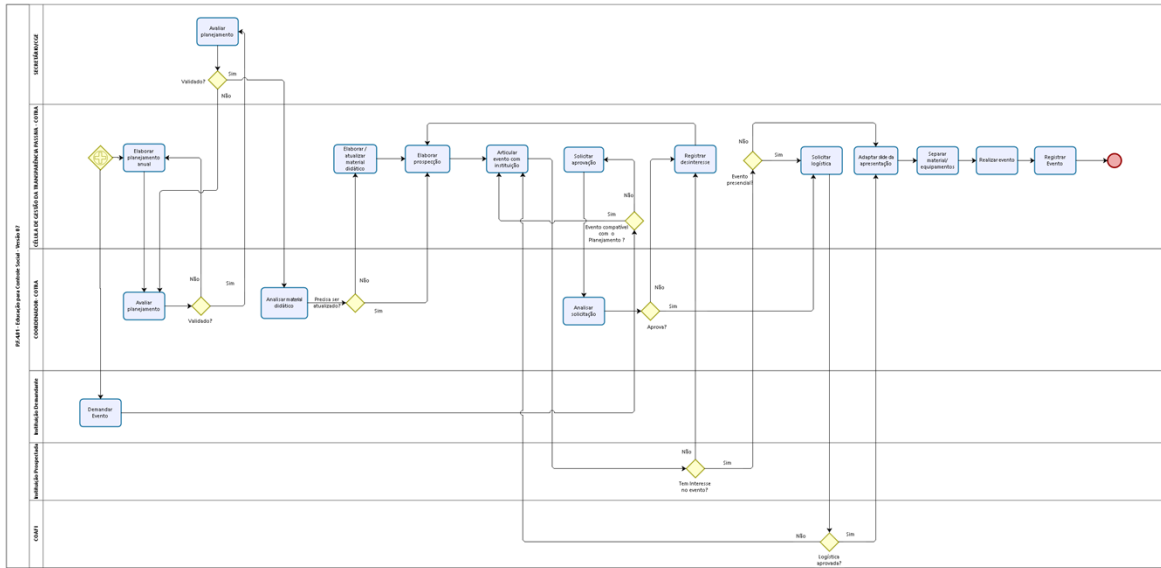 P.F.AP1 - Educação para Controle Social - Versão 07
SECRETÁRIO/CGE
Avaliar
planejamento
Validado?
Sim
Não
CÉLULA DE GESTÃO DA TRANSPARÊNCIA PASSIVA - COTRA
Elaborar
planejamento
anual
Elaborar /
atualizar
material
didático
Elaborar
prospecção
Articular
evento com
instituição
Solicitar
aprovação
Registrar
desinteresse
Não
Evento
presencial?
Sim
Solicitar
logística
Adaptar slide da
apresentação
Separar
material/
equipamentos
Realizar evento
Registrar
Evento
Não
Sim
Evento compatível
com o
Planejamento ?
COORDENADOR - COTRA
Avaliar
planejamento
Não
Sim
Validado?
Analisar material
didático
Precisa ser
atualizado?
Não
Sim
Analisar
solicitação
Não
Sim
Aprova?
Instituição Demandante
Demandar
Evento
Instituição Prospectada
Não
Sim
Tem Interesse
no evento?
COAFI
Não
Sim
Logística
aprovada?